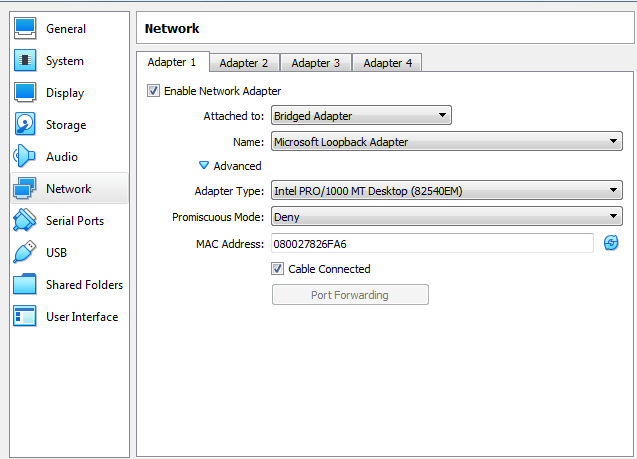 General
System
Display
Storage
Audio
Network
Serial Ports
USB
Shared Folders
User Interface
Network
Adapter 1 Adapter 2 Adapter 3 Adapter 4
Enable Network Adapter
Attached to: Bridged Adapter
Name: Microsoft Loopback Adapter
Advanced
Adapter Type: Intel PRO/1000 MT Desktop (82540EM)
Promiscuous Mode: Deny
MAC Address: 080027826FA6
Cable Connected
Port Forwarding